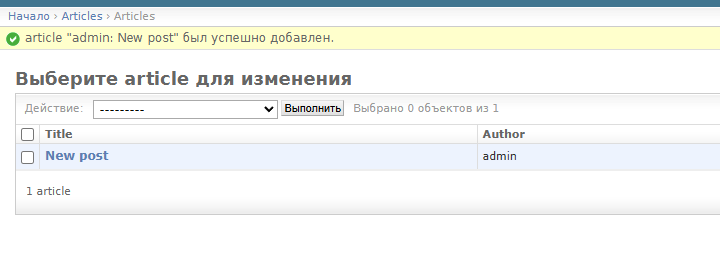 Начало › Articles › Articles
article "admin: New post" был успешно добавлен.
Выберите article для изменения
Действие: --------- Выполнить Выбрано 0 объектов из 1
Title Author
New post admin
1 article